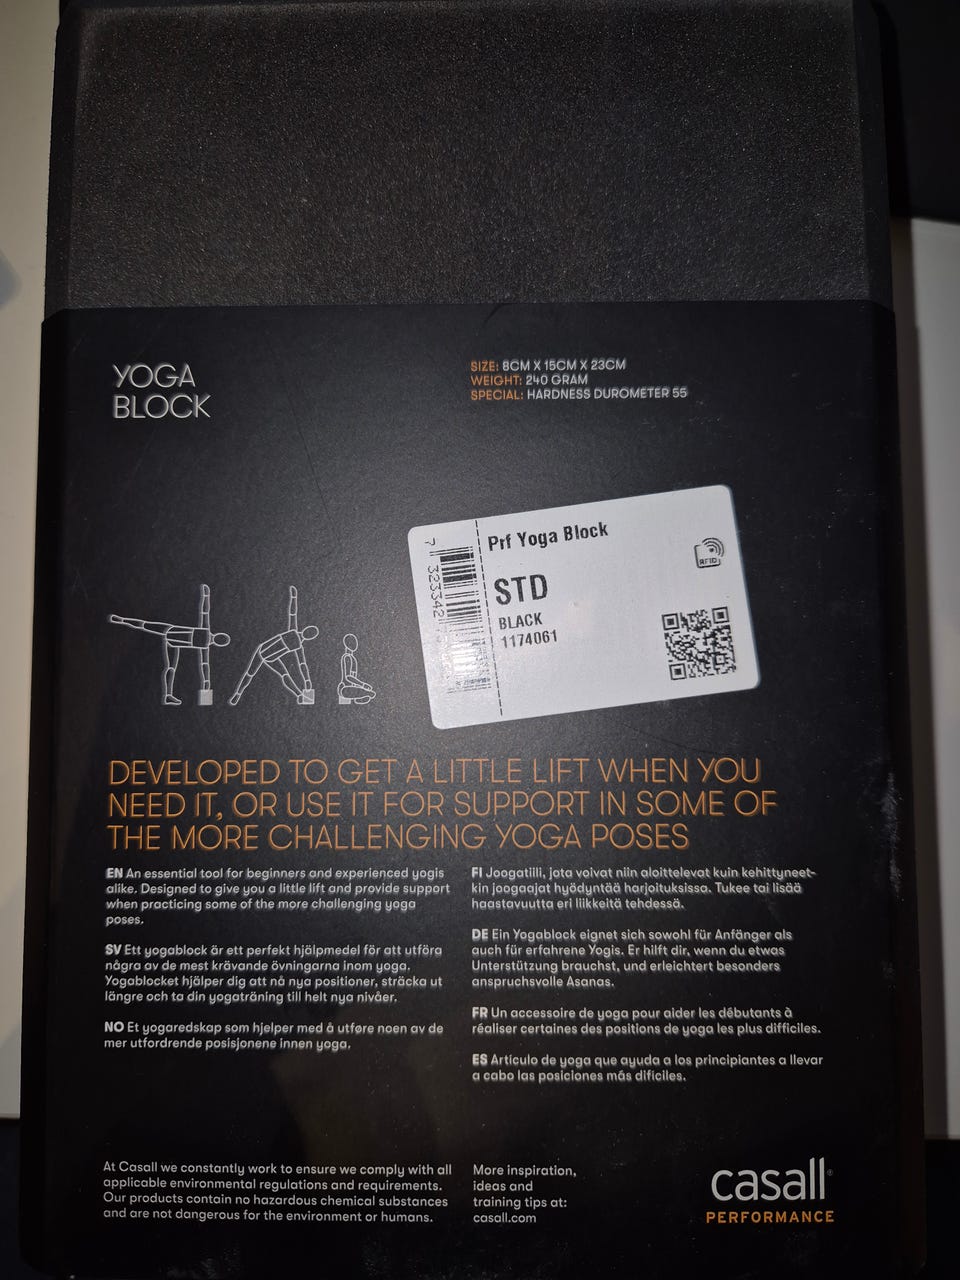 YOGA
BLOCK
SIZE: 8CM X 15CM X 23CM
WEIGHT: 240 GRAM
SPECIAL: HARDNESS DUROMETER 55
7
323342
Prf Yoga Block
RFID
STD
BLACK
1174061
DEVELOPED TO GET A LITTLE LIFT WHEN YOU
NEED IT, OR USE IT FOR SUPPORT IN SOME OF
THE MORE CHALLENGING YOGA POSES
EN An essential tool for beginners and experienced yogis
alike. Designed to give you a little lift and provide support
when practicing some of the more challenging yoga
poses.
SV Ett yogablock är ett perfekt hjälpmedel för att utföra
några av de mest krävande övningarna inom yoga.
Yogablocket hjälper dig att nå nya positioner, sträcka ut
längre och ta din yogaträning till helt nya nivåer.
NO Et yogaredskap som hjelper med å utføre noen av de
mer utfordrende posisjonene innen yoga.
FI Joogatiili, jota voivat niin aloittelevat kuin kehittyneet-
kin joogaajat hyödyntää harjoituksissa. Tukee tai lisää
haastavuutta eri liikkeitä tehdessä.
DE Ein Yogablock eignet sich sowohl für Anfänger als
auch für erfahrene Yogis. Er hilft dir, wenn du etwas
Unterstützung brauchst, und erleichtert besonders
anspruchsvolle Asanas.
FR Un accessoire de yoga pour aider les débutants à
réaliser certaines des positions de yoga les plus difficiles.
ES Artículo de yoga que ayuda a los principiantes a llevar
a cabo las posiciones más difíciles.
At Casall we constantly work to ensure we comply with all
applicable environmental regulations and requirements.
Our products contain no hazardous chemical substances
and are not dangerous for the environment or humans.
More inspiration,
ideas and
training tips at:
casall.com
casall®
PERFORMANCE